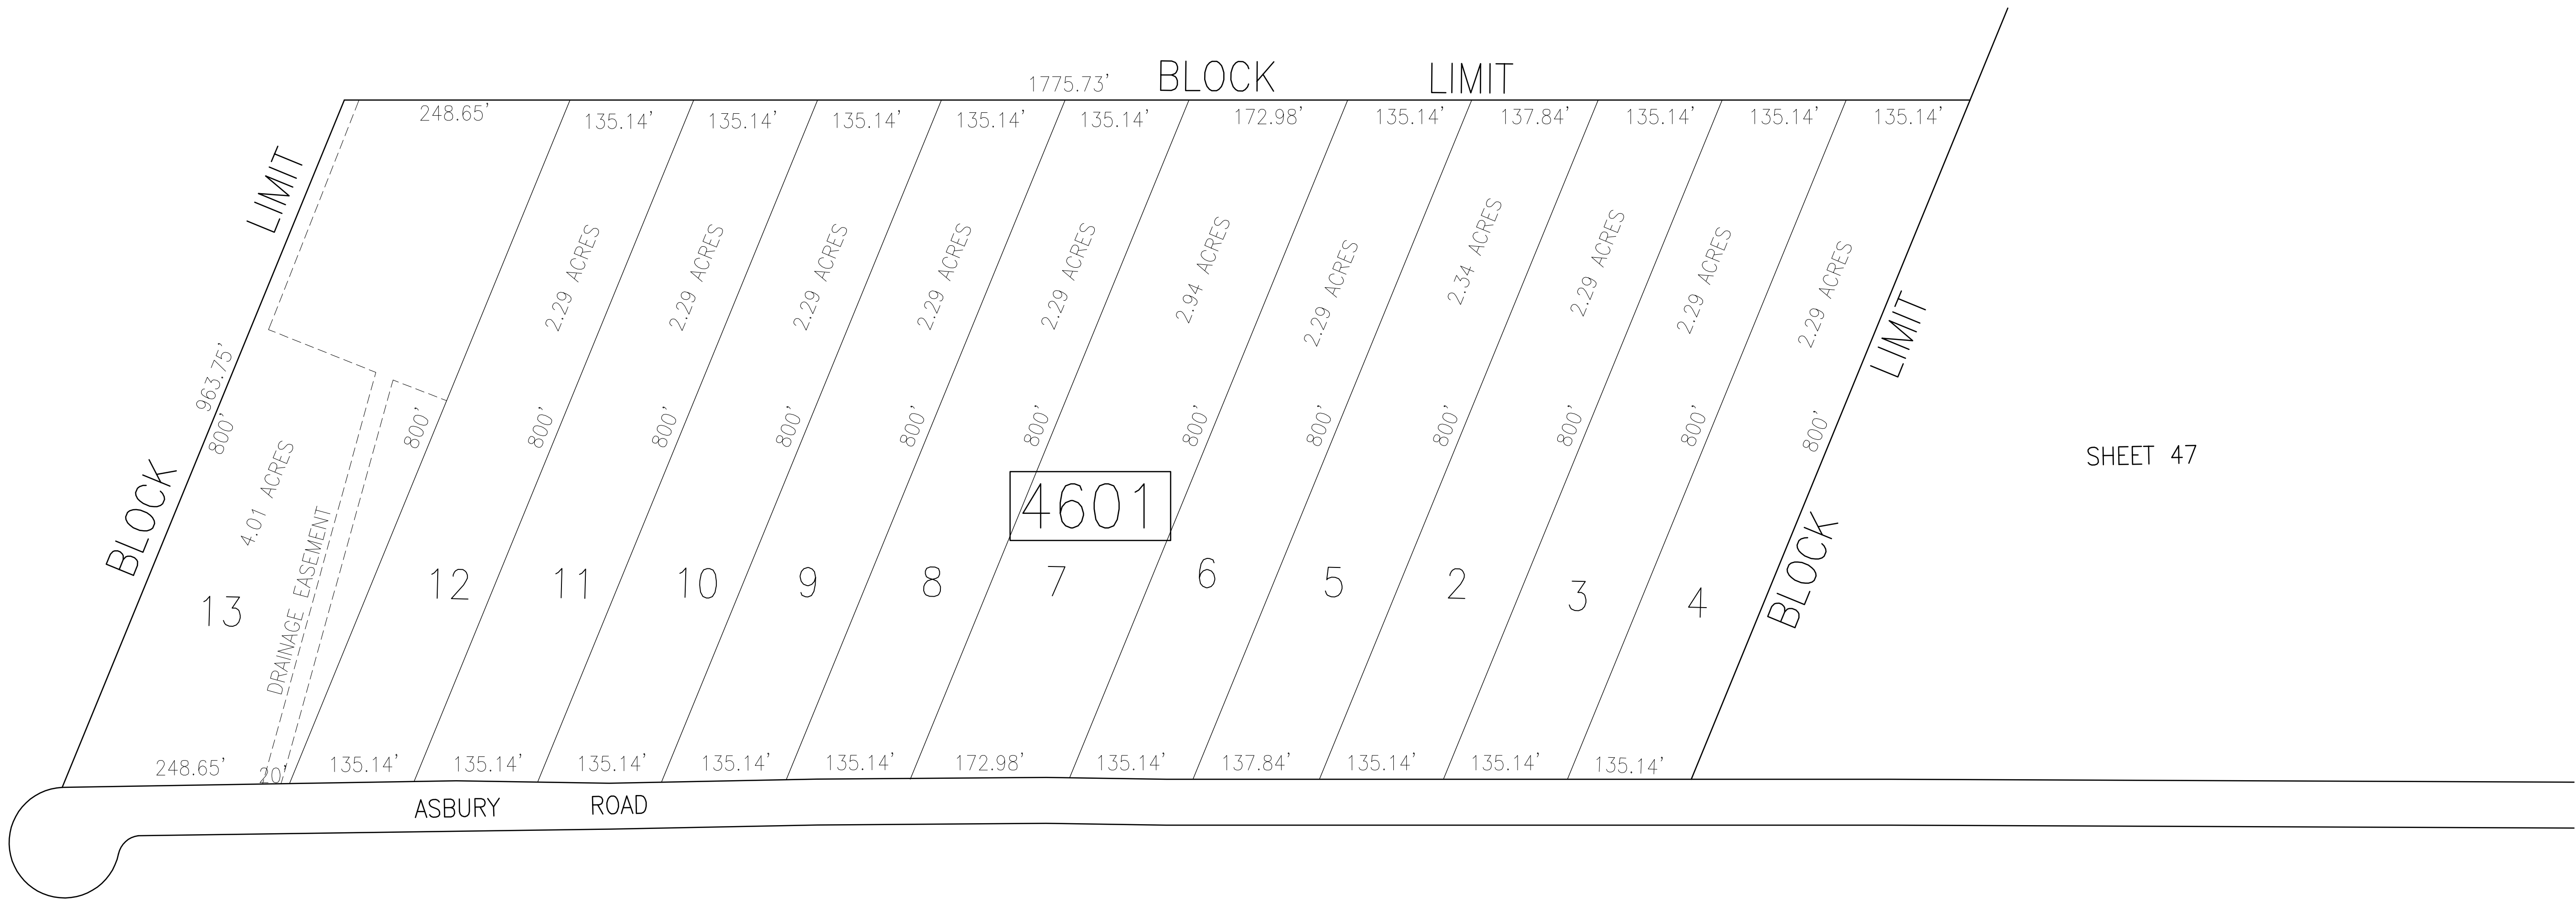 BLOCK LIMIT
1775.73'
248.65'
135.14'
135.14'
135.14'
135.14'
135.14'
172.98'
135.14'
137.84'
135.14'
135.14'
135.14'
BLOCK LIMIT
963.75'
800'
4.01 ACRES
DRAINAGE EASEMENT
2.29 ACRES
2.29 ACRES
2.29 ACRES
2.29 ACRES
2.29 ACRES
2.94 ACRES
2.29 ACRES
2.34 ACRES
2.29 ACRES
2.29 ACRES
2.29 ACRES
BLOCK LIMIT
800'
800'
800'
800'
800'
800'
800'
800'
800'
800'
800'
800'
SHEET 47
4601
13
12
11
10
9
8
7
6
5
2
3
4
248.65'
20'
135.14'
135.14'
135.14'
135.14'
135.14'
172.98'
135.14'
137.84'
135.14'
135.14'
135.14'
ASBURY ROAD